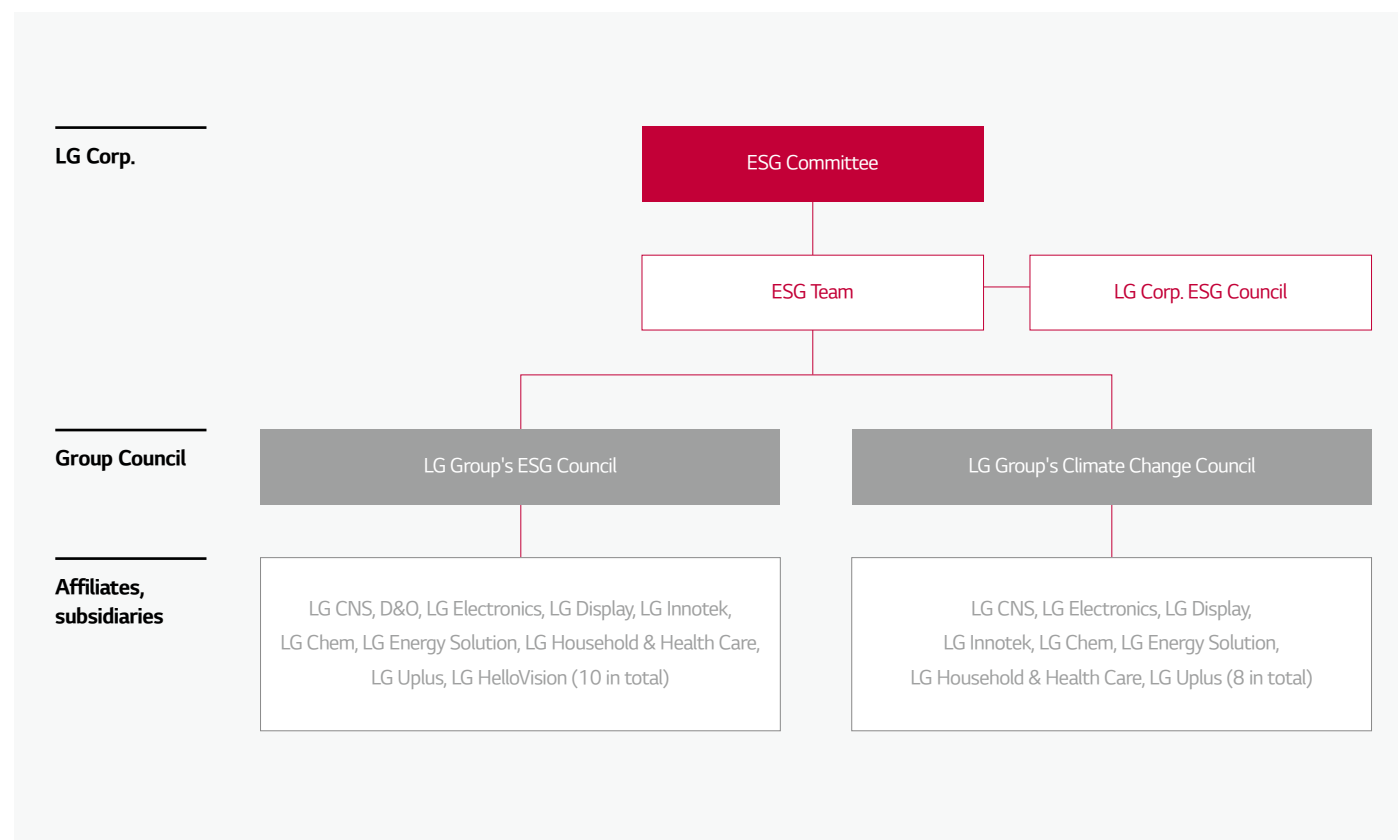 LG Corp.
ESG Committee
ESG Team
LG Corp. ESG Council
Group Council
LG Group's ESG Council
LG Group's Climate Change Council
Affiliates,
subsidiaries
LG CNS, D&O, LG Electronics, LG Display, LG Innotek,
LG Chem, LG Energy Solution, LG Household & Health Care,
LG Uplus, LG HelloVision (10 in total)
LG CNS, LG Electronics, LG Display,
LG Innotek, LG Chem, LG Energy Solution,
LG Household & Health Care, LG Uplus (8 in total)